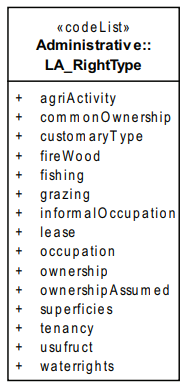 «codeList»
Administrative::
LA_RightType
+ agriActivity
+ commonOwnership
+ customaryType
+ fireWood
+ fishing
+ grazing
+ informalOccupation
+ lease
+ occupation
+ ownership
+ ownershipAssumed
+ superficies
+ tenancy
+ usufruct
+ waterrights